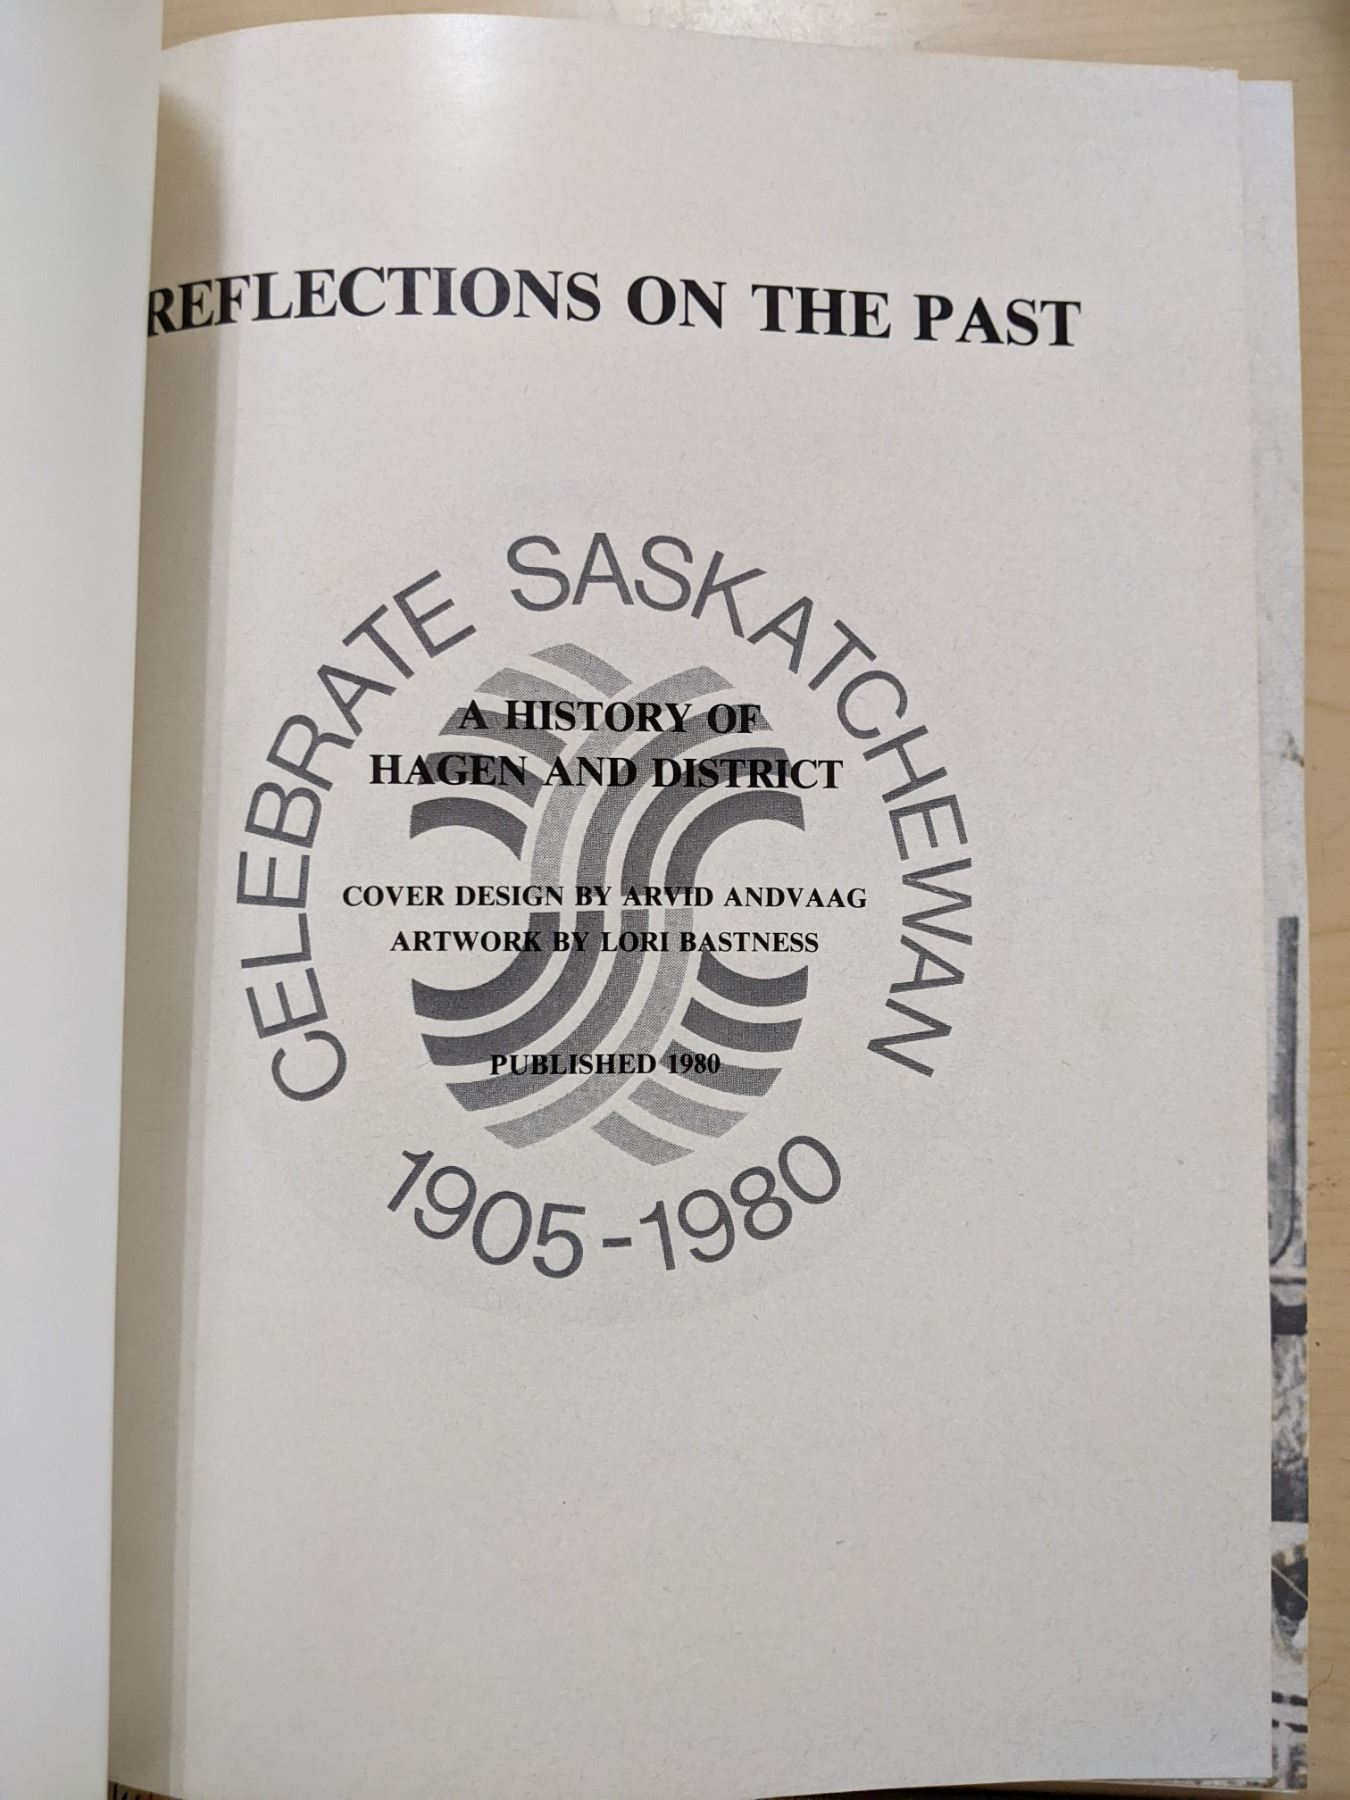 REFLECTIONS ON THE PAST
CELEBRATE SASKATCHEWAN
A HISTORY OF
HAGEN AND DISTRICT
COVER DESIGN BY ARVID ANDVAAG
ARTWORK BY LORI BASTNESS
PUBLISHED 1980
1905-1980